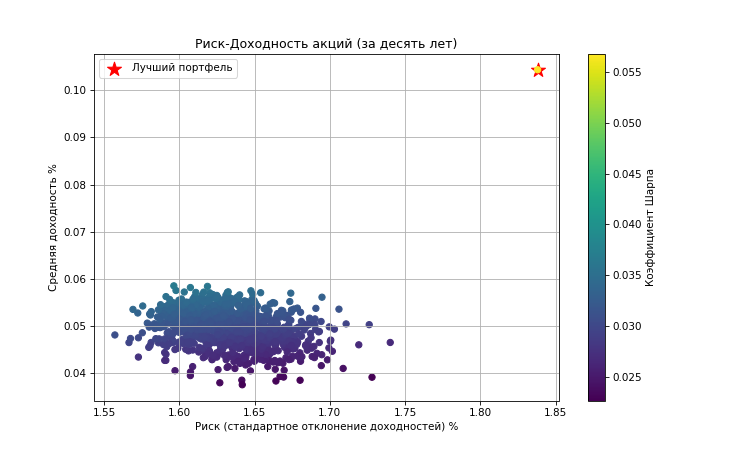 Риск-Доходность акций (за десять лет)
Лучший портфель
0.10
0.09
0.08
0.07
0.06
0.05
0.04
Средняя доходность %
1.55 1.60 1.65 1.70 1.75 1.80 1.85
Риск (стандартное отклонение доходностей) %
0.055
0.050
0.045
0.040
0.035
0.030
0.025
Коэффициент Шарпа